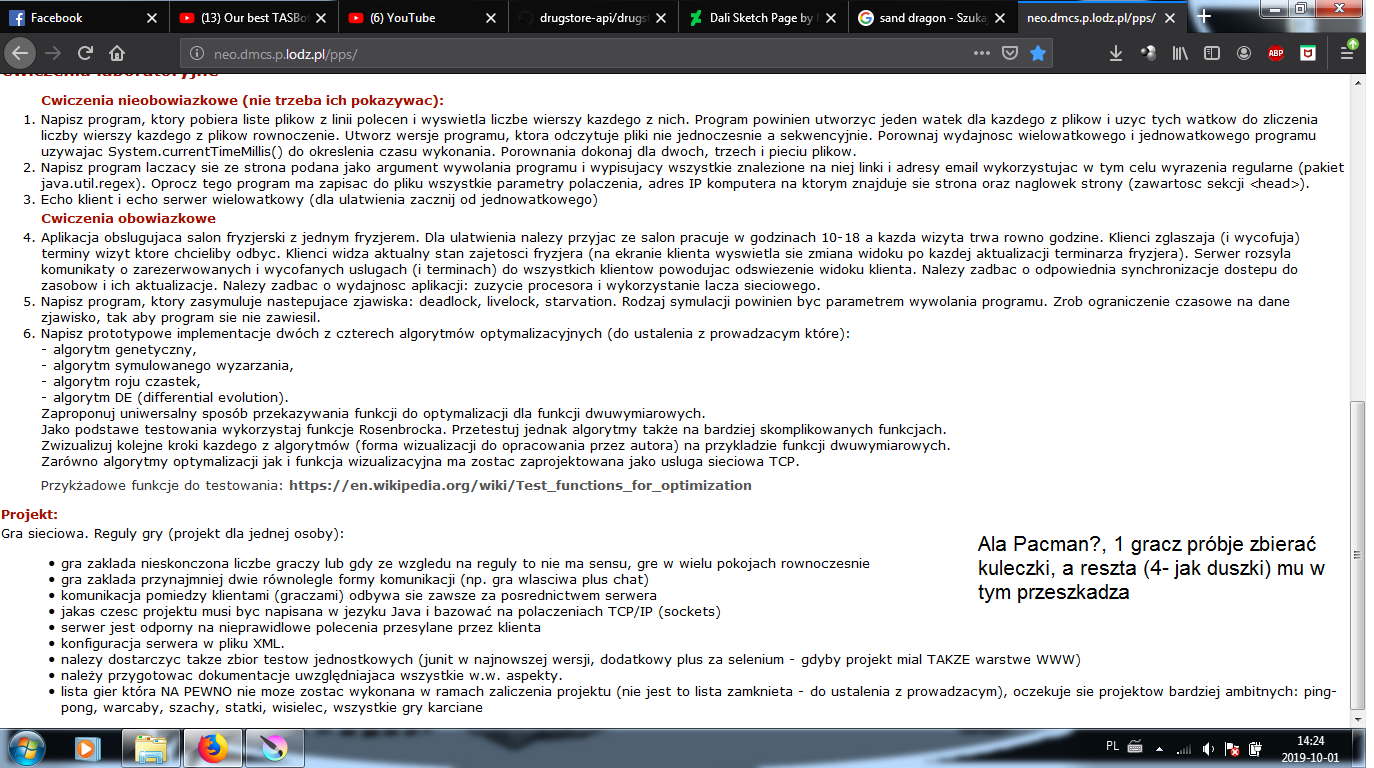 Facebook
(13) Our best TASBo
(6) YouTube
drugstore-api/drugs
Dali Sketch Page by
sand dragon - Szuka
neo.dmcs.p.lodz.pl/pps/
neo.dmcs.p.lodz.pl/pps/
ABP
Cwiczenia laboratoryjne
Cwiczenia nieobowiazkowe (nie trzeba ich pokazywac):
1. Napisz program, ktory pobiera liste plikow z linii polecen i wyswietla liczbe wierszy kazdego z nich. Program powinien utworzyc jeden watek dla kazdego z plikow i uzyc tych watkow do zliczenia
liczby wierszy kazdego z plikow rownoczenie. Utworz wersje programu, ktora odczytuje pliki nie jednoczesnie a sekwencyjnie. Porownaj wydajnosc wielowatkowego i jednowatkowego programu
uzywajac System.currentTimeMillis() do okreslenia czasu wykonania. Porownania dokonaj dla dwoch, trzech i pieciu plikow.
2. Napisz program laczacy sie ze strona podana jako argument wywolania programu i wypisujacy wszystkie znalezione na niej linki i adresy email wykorzystujac w tym celu wyrazenia regularne (pakiet
java.util.regex). Oprocz tego program ma zapisac do pliku wszystkie parametry polaczenia, adres IP komputera na ktorym znajduje sie strona oraz naglowek strony (zawartosc sekcji <head>).
3. Echo klient i echo serwer wielowatkowy (dla ulatwienia zacznij od jednowatkowego)
Cwiczenia obowiazkowe
4. Aplikacja obslugujaca salon fryzjerski z jednym fryzjerem. Dla ulatwienia nalezy przyjac ze salon pracuje w godzinach 10-18 a kazda wizyta trwa rowno godzine. Klienci zglaszaja (i wycofuja)
terminy wizyt ktore chcieliby odbyc. Klienci widza aktualny stan zajetosci fryzjera (na ekranie klienta wyswietla sie zmiana widoku po kazdej aktualizacji terminarza fryzjera). Serwer rozsyla
komunikaty o zarezerwowanych i wycofanych uslugach (i terminach) do wszystkich klientow powodujac odswiezenie widoku klienta. Nalezy zadbac o odpowiednia synchronizacje dostepu do
zasobow i ich aktualizacje. Nalezy zadbac o wydajnosc aplikacji: zuzycie procesora i wykorzystanie lacza sieciowego.
5. Napisz program, ktory zasymuluje nastepujace zjawiska: deadlock, livelock, starvation. Rodzaj symulacji powinien byc parametrem wywolania programu. Zrob ograniczenie czasowe na dane
zjawisko, tak aby program sie nie zawiesil.
6. Napisz prototypowe implementacje dwóch z czterech algorytmów optymalizacyjnych (do ustalenia z prowadzacym które):
- algorytm genetyczny,
- algorytm symulowanego wyzarzania,
- algorytm roju czastek,
- algorytm DE (differential evolution).
Zaproponuj uniwersalny sposób przekazywania funkcji do optymalizacji dla funkcji dwuwymiarowych.
Jako podstawe testowania wykorzystaj funkcje Rosenbrocka. Przetestuj jednak algorytmy także na bardziej skomplikowanych funkcjach.
Zwizualizuj kolejne kroki kazdego z algorytmów (forma wizualizacji do opracowania przez autora) na przykladzie funkcji dwuwymiarowych.
Zarówno algorytmy optymalizacji jak i funkcja wizualizacyjna ma zostac zaprojektowana jako usluga sieciowa TCP.
Przykżadowe funkcje do testowania: https://en.wikipedia.org/wiki/Test_functions_for_optimization
Projekt:
Gra sieciowa. Reguly gry (projekt dla jednej osoby):
• gra zaklada nieskonczona liczbe graczy lub gdy ze wzgledu na reguly to nie ma sensu, gre w wielu pokojach rownoczesnie
• gra zaklada przynajmniej dwie równolegle formy komunikacji (np. gra wlasciwa plus chat)
• komunikacja pomiedzy klientami (graczami) odbywa sie zawsze za posrednictwem serwera
• jakas czesc projektu musi byc napisana w jezyku Java i bazować na polaczeniach TCP/IP (sockets)
• serwer jest odporny na nieprawidlowe polecenia przesylane przez klienta
• konfiguracja serwera w pliku XML.
• nalezy dostarczyc takze zbior testow jednostkowych (junit w najnowszej wersji, dodatkowy plus za selenium - gdyby projekt mial TAKZE warstwe WWW)
• należy przygotowac dokumentacje uwzględniajaca wszystkie w.w. aspekty.
• lista gier która NA PEWNO nie moze zostac wykonana w ramach zaliczenia projektu (nie jest to lista zamknieta - do ustalenia z prowadzacym), oczekuje sie projektow bardziej ambitnych: ping-
pong, warcaby, szachy, statki, wisielec, wszystkie gry karciane
Ala Pacman?, 1 gracz próbje zbierać
kuleczki, a reszta (4- jak duszki) mu w
tym przeszkadza
PL
14:24
2019-10-01